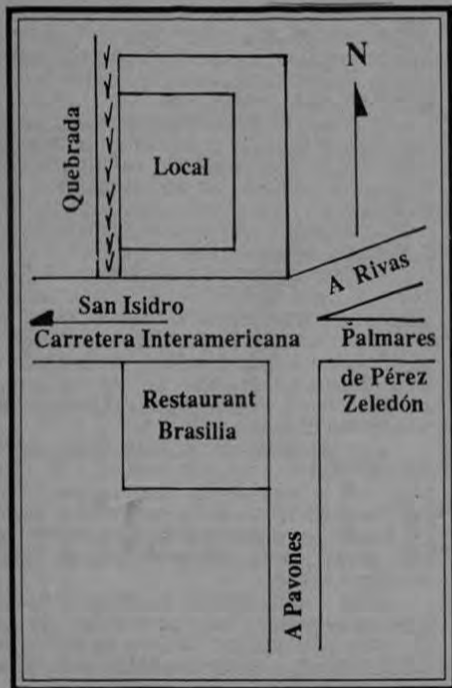 N
Quebrada
Local
A Rivas
San Isidro
Carretera Interamericana
Palmares
de Pérez
Zeledón
Restaurant
Brasilia
A Pavones